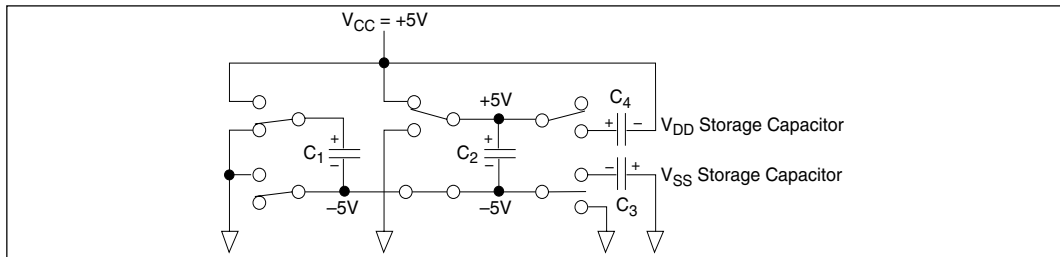 V_CC = +5V
+5V
C_4
+ −
V_DD Storage Capacitor
C_1
+
−
C_2
+
−
− +
V_SS Storage Capacitor
C_3
−5V
−5V